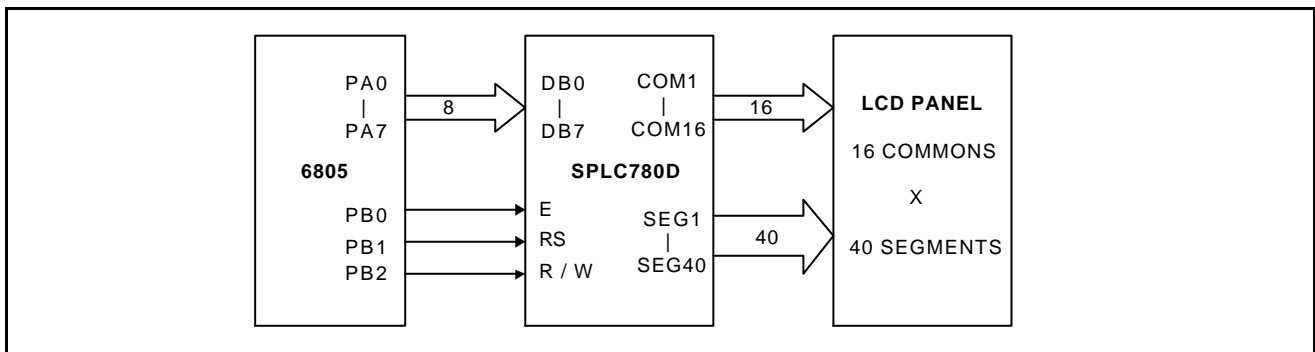 PA0
|
PA7
6805
PB0
PB1
PB2
8
DB0
|
DB7
COM1
|
COM16
SPLC780D
E
RS
R / W
SEG1
|
SEG40
16
40
LCD PANEL
16 COMMONS
X
40 SEGMENTS